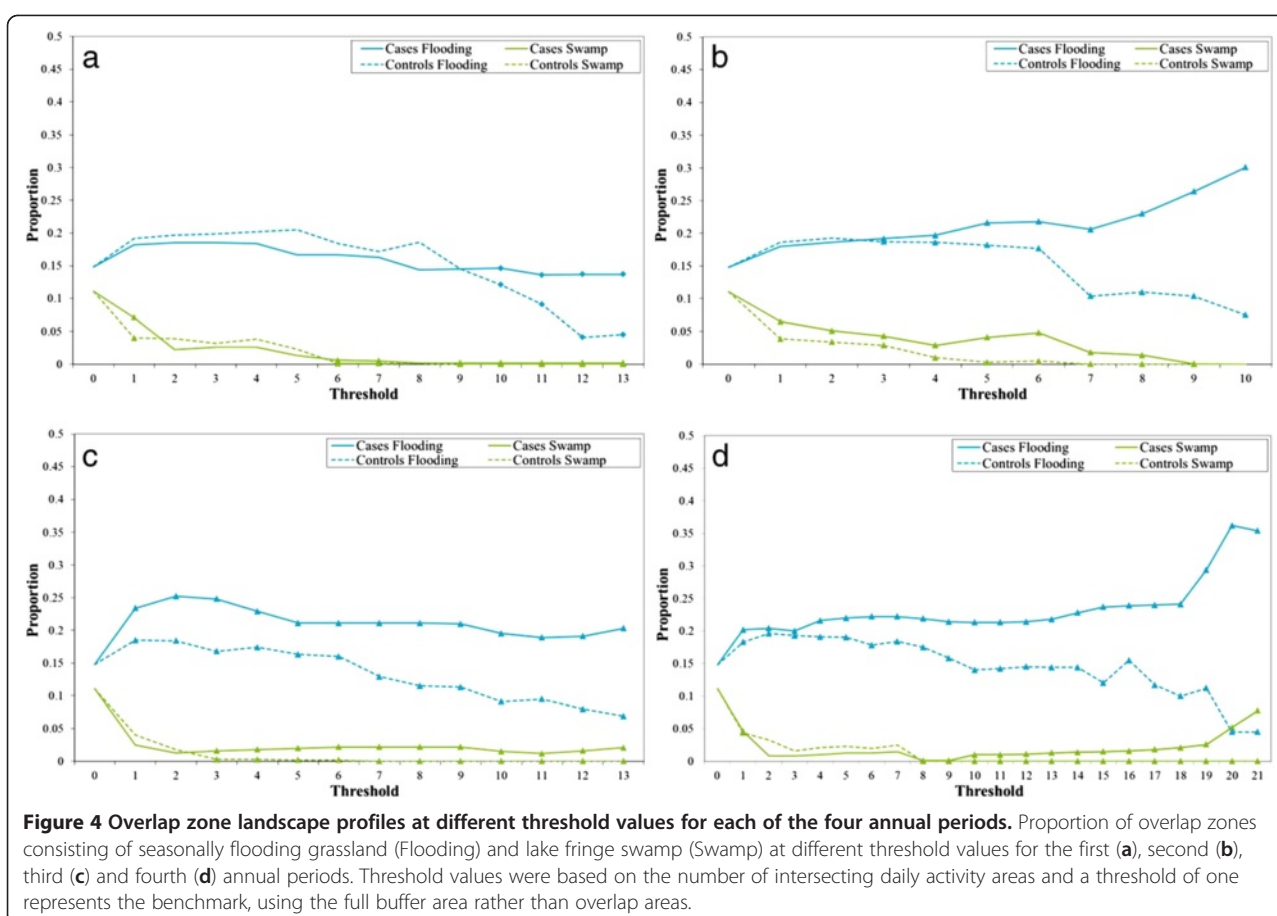 a
Cases Flooding Cases Swamp
Controls Flooding Controls Swamp
0.5
0.45
0.4
0.35
0.3
0.25
0.2
0.15
0.1
0.05
0
Proportion
0 1 2 3 4 5 6 7 8 9 10 11 12 13
Threshold
b
Cases Flooding Cases Swamp
Controls Flooding Controls Swamp
0.5
0.45
0.4
0.35
0.3
0.25
0.2
0.15
0.1
0.05
0
Proportion
0 1 2 3 4 5 6 7 8 9 10
Threshold
c
Cases Flooding Cases Swamp
Controls Flooding Controls Swamp
0.5
0.45
0.4
0.35
0.3
0.25
0.2
0.15
0.1
0.05
0
Proportion
0 1 2 3 4 5 6 7 8 9 10 11 12 13
Threshold
d
Cases Flooding Cases Swamp
Controls Flooding Controls Swamp
0.5
0.45
0.4
0.35
0.3
0.25
0.2
0.15
0.1
0.05
0
Proportion
0 1 2 3 4 5 6 7 8 9 10 11 12 13 14 15 16 17 18 19 20 21
Threshold
Figure 4 Overlap zone landscape profiles at different threshold values for each of the four annual periods. Proportion of overlap zones
consisting of seasonally flooding grassland (Flooding) and lake fringe swamp (Swamp) at different threshold values for the first (a), second (b),
third (c) and fourth (d) annual periods. Threshold values were based on the number of intersecting daily activity areas and a threshold of one
represents the benchmark, using the full buffer area rather than overlap areas.